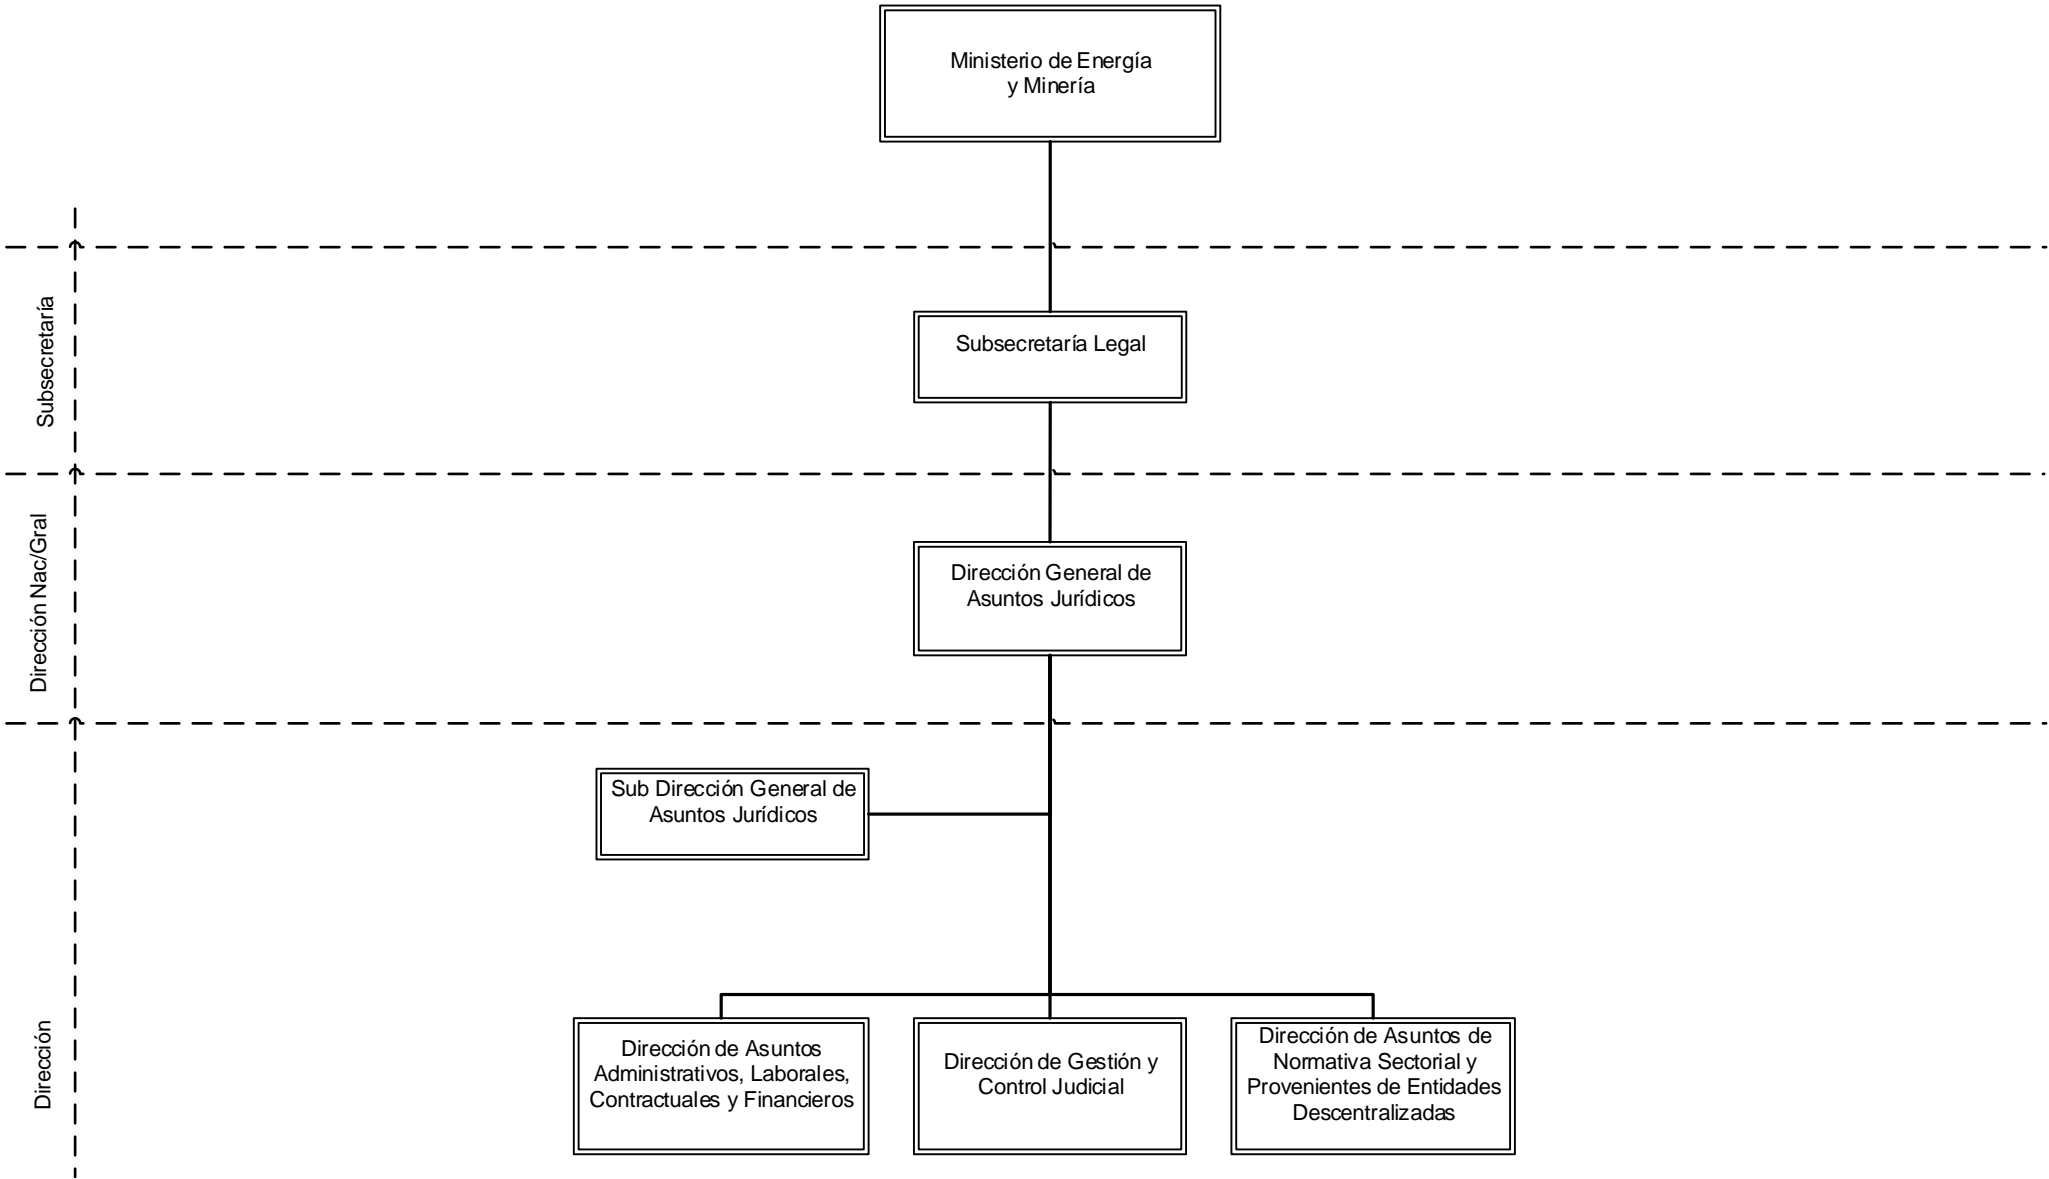 Ministerio de Energía
y Minería
Subsecretaría
Subsecretaría Legal
Dirección Nac/Gral
Dirección General de
Asuntos Jurídicos
Sub Dirección General de
Asuntos Jurídicos
Dirección
Dirección de Asuntos
Administrativos, Laborales,
Contractuales y Financieros
Dirección de Gestión y
Control Judicial
Dirección de Asuntos de
Normativa Sectorial y
Provenientes de Entidades
Descentralizadas